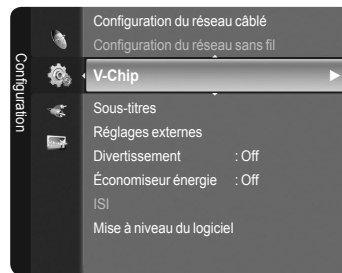 Configuration
Configuration du réseau câblé
Configuration du réseau sans fil
V-Chip
Sous-titres
Réglages externes
Divertissement : Off
Économiseur énergie : Off
ISI
Mise à niveau du logiciel